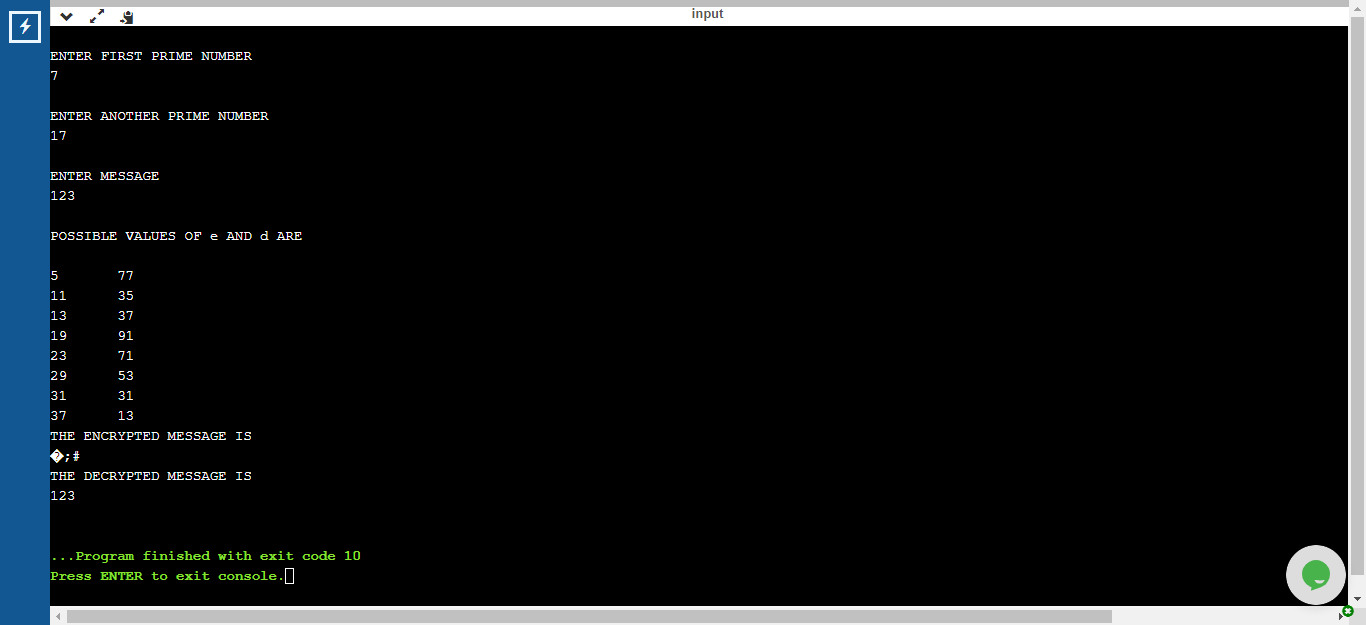 input
ENTER FIRST PRIME NUMBER
7
ENTER ANOTHER PRIME NUMBER
17
ENTER MESSAGE
123
POSSIBLE VALUES OF e AND d ARE
5 77
11 35
13 37
19 91
23 71
29 53
31 31
37 13
THE ENCRYPTED MESSAGE IS
�;#
THE DECRYPTED MESSAGE IS
123
...Program finished with exit code 10
Press ENTER to exit console.